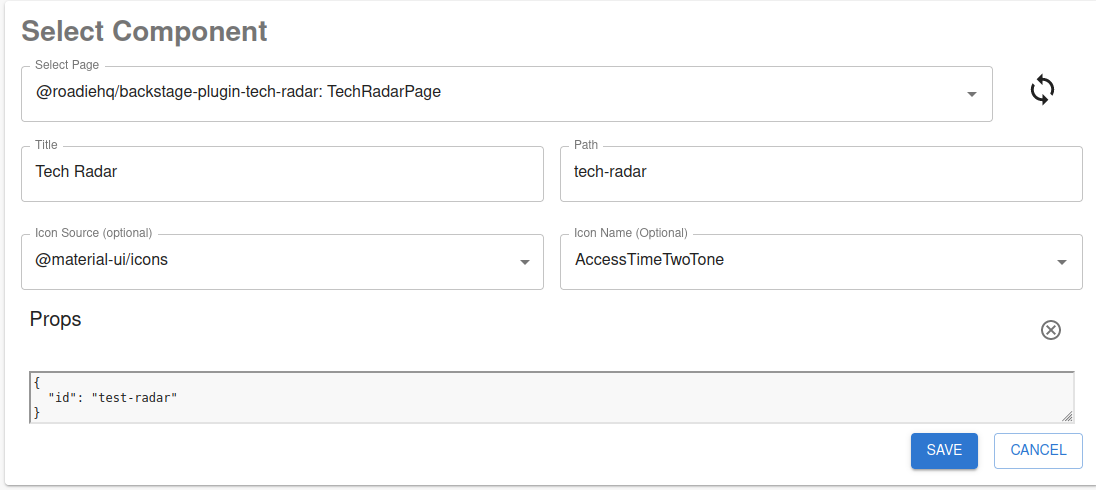 Select Component
Select Page
@roadiehq/backstage-plugin-tech-radar: TechRadarPage
Title
Path
Tech Radar
tech-radar
Icon Source (optional)
Icon Name (Optional)
@material-ui/icons
AccessTimeTwoTone
Props
{
  "id": "test-radar"
}
SAVE
CANCEL